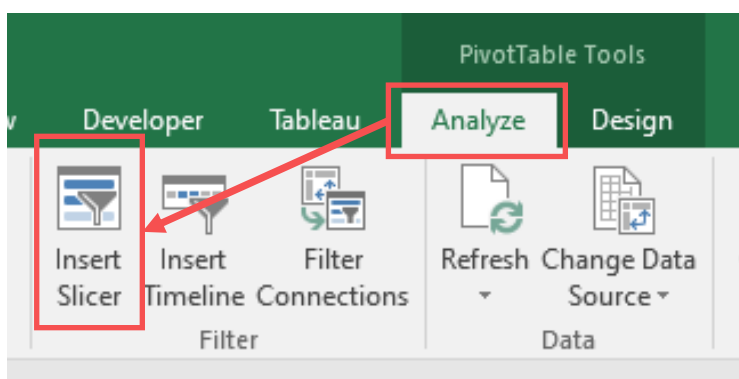 PivotTable Tools
Developer Tableau Analyze Design
Insert Slicer
Insert Timeline
Filter Connections
Refresh
Change Data Source
Filter
Data